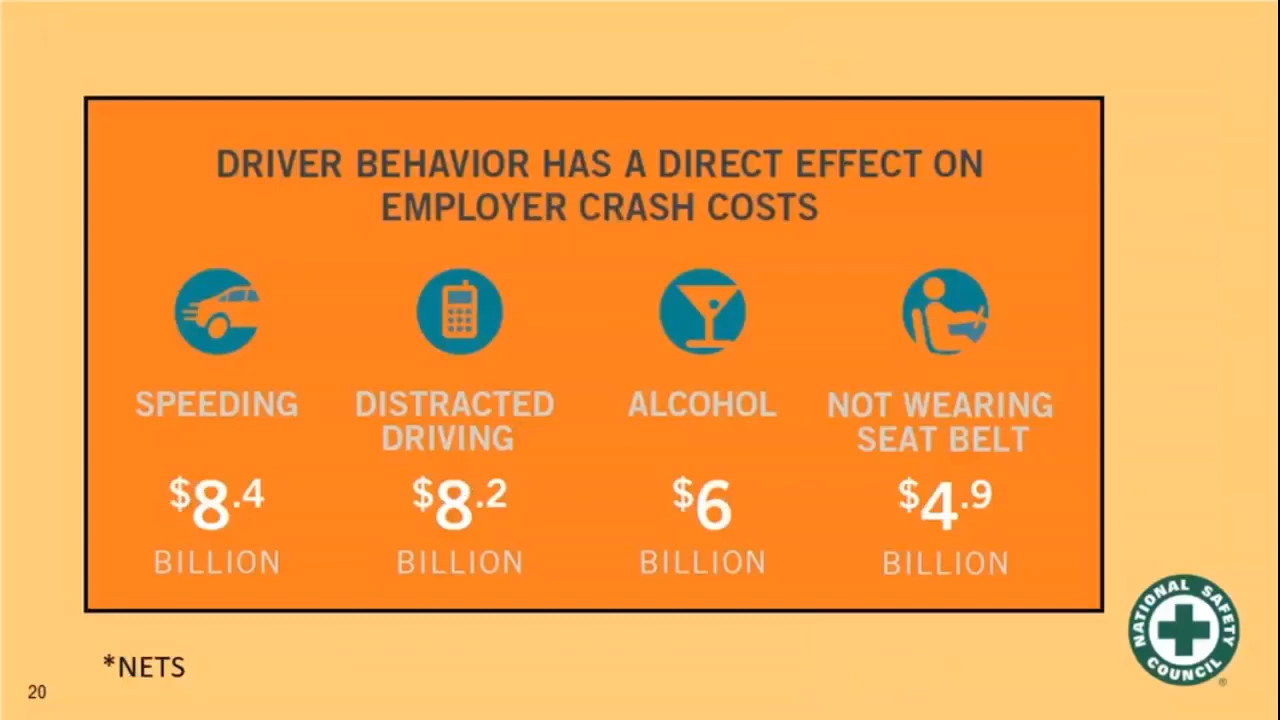 DRIVER BEHAVIOR HAS A DIRECT EFFECT ON
EMPLOYER CRASH COSTS
SPEEDING
$8.4
BILLION
DISTRACTED
DRIVING
$8.2
BILLION
ALCOHOL
$6
BILLION
NOT WEARING
SEAT BELT
$4.9
BILLION
*NETS
20
NATIONAL SAFETY
COUNCIL
®